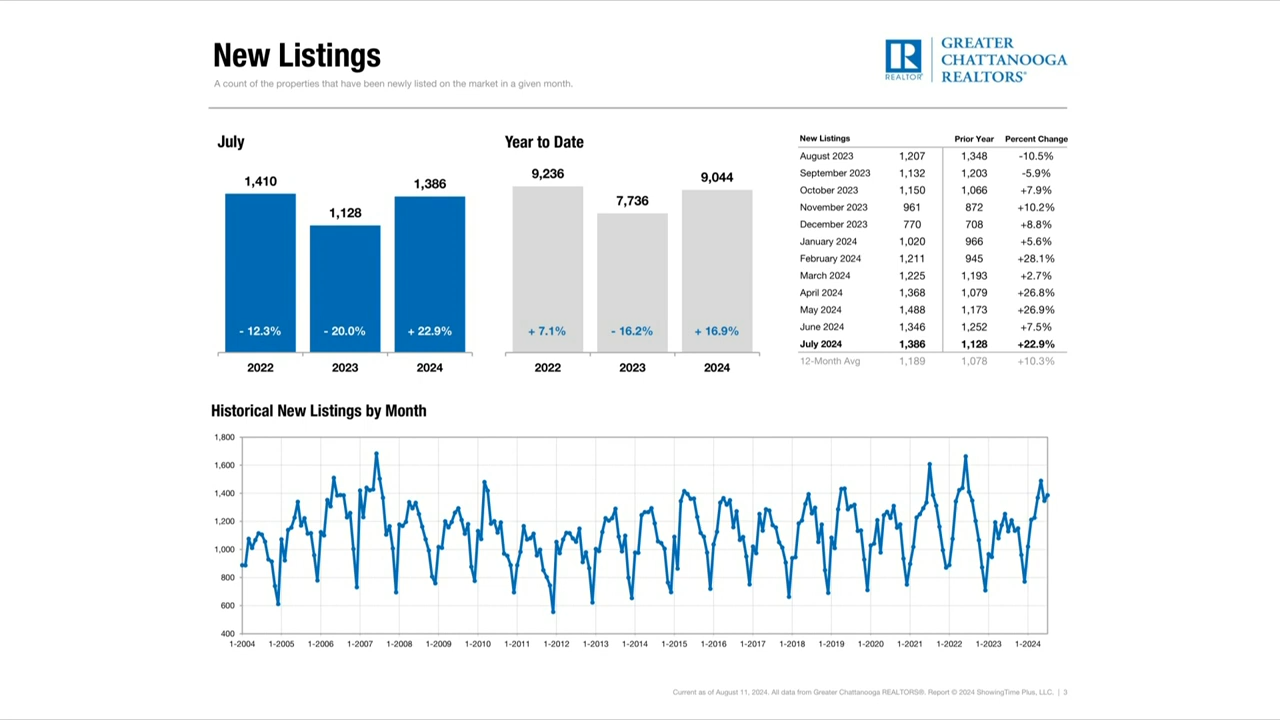 New Listings
A count of the properties that have been newly listed on the market in a given month.
R
REALTOR®
GREATER
CHATTANOOGA
REALTORS®
July
1,410
1,128
1,386
- 12.3%
- 20.0%
+ 22.9%
2022
2023
2024
Year to Date
9,236
7,736
9,044
+ 7.1%
- 16.2%
+ 16.9%
2022
2023
2024
New Listings Prior Year Percent Change
August 2023 1,207 1,348 -10.5%
September 2023 1,132 1,203 -5.9%
October 2023 1,150 1,066 +7.9%
November 2023 961 872 +10.2%
December 2023 770 708 +8.8%
January 2024 1,020 966 +5.6%
February 2024 1,211 945 +28.1%
March 2024 1,225 1,193 +2.7%
April 2024 1,368 1,079 +26.8%
May 2024 1,488 1,173 +26.9%
June 2024 1,346 1,252 +7.5%
July 2024 1,386 1,128 +22.9%
12-Month Avg 1,189 1,078 +10.3%
Historical New Listings by Month
1,800
1,600
1,400
1,200
1,000
800
600
400
1-2004 1-2005 1-2006 1-2007 1-2008 1-2009 1-2010 1-2011 1-2012 1-2013 1-2014 1-2015 1-2016 1-2017 1-2018 1-2019 1-2020 1-2021 1-2022 1-2023 1-2024
Current as of August 11, 2024. All data from Greater Chattanooga REALTORS®. Report © 2024 ShowingTime Plus, LLC. | 3